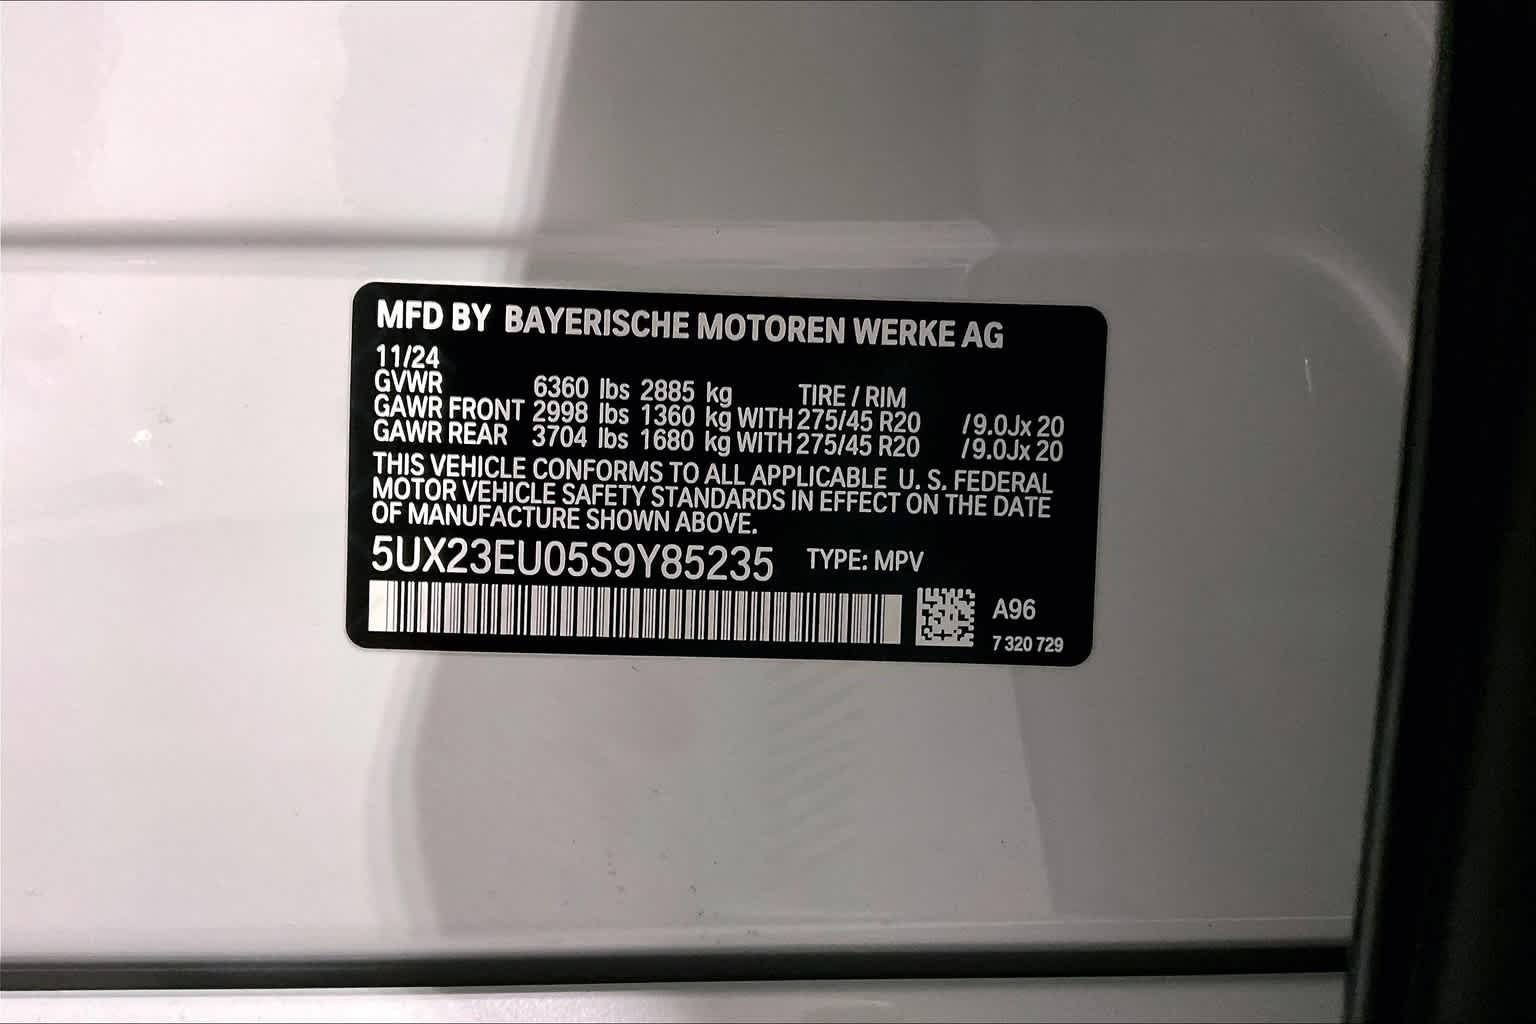 MFD BY BAYERISCHE MOTOREN WERKE AG
11/24
GVWR 6360 lbs 2885 kg TIRE / RIM
GAWR FRONT 2998 lbs 1360 kg WITH 275/45 R20 /9.0Jx 20
GAWR REAR 3704 lbs 1680 kg WITH 275/45 R20 /9.0Jx 20
THIS VEHICLE CONFORMS TO ALL APPLICABLE U. S. FEDERAL
MOTOR VEHICLE SAFETY STANDARDS IN EFFECT ON THE DATE
OF MANUFACTURE SHOWN ABOVE.
5UX23EU05S9Y85235 TYPE: MPV
A96
7 320 729